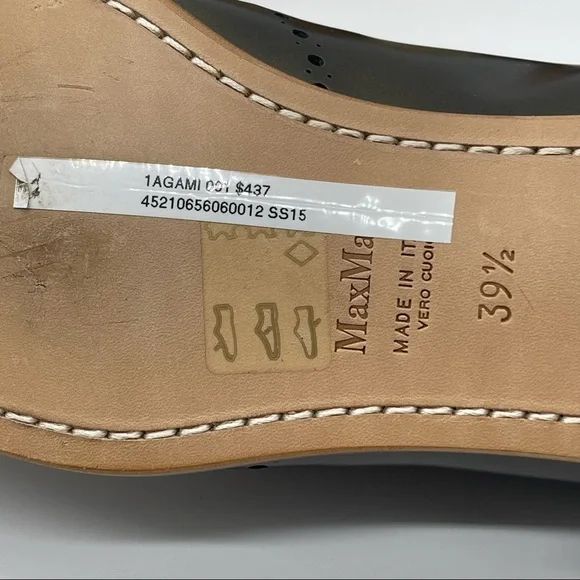 1AGAMI 001 $437
45210656060012 SS15
MaxMa
MADE IN IT
VERO CUOI
39½